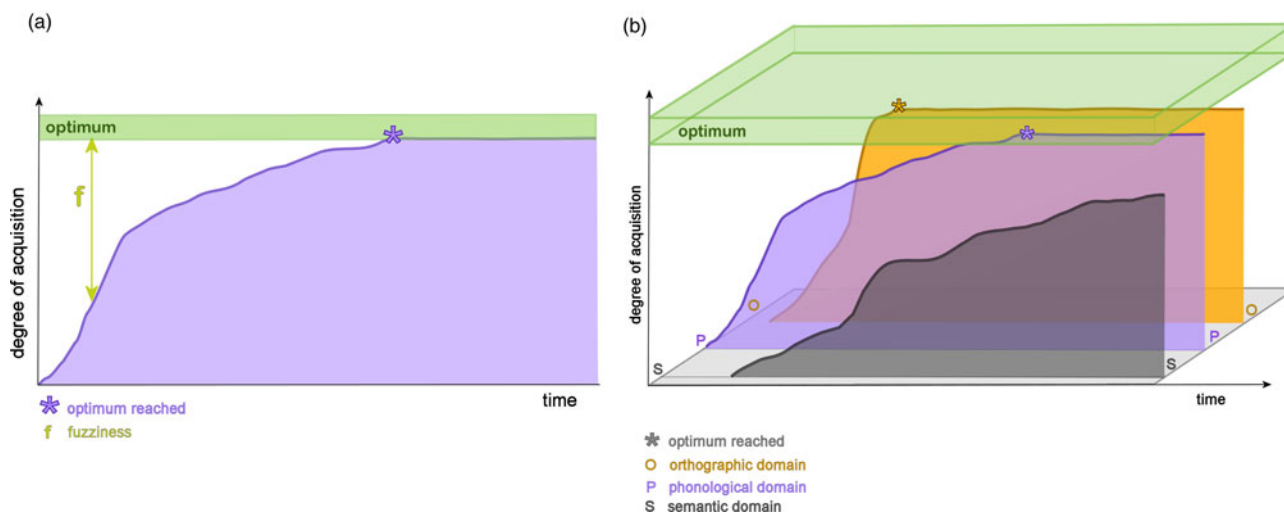 (a)
optimum
*
f
degree of acquisition
time
* optimum reached
f fuzziness
(b)
*
*
optimum
degree of acquisition
O
O
P
P
S
S
time
* optimum reached
O orthographic domain
P phonological domain
S semantic domain